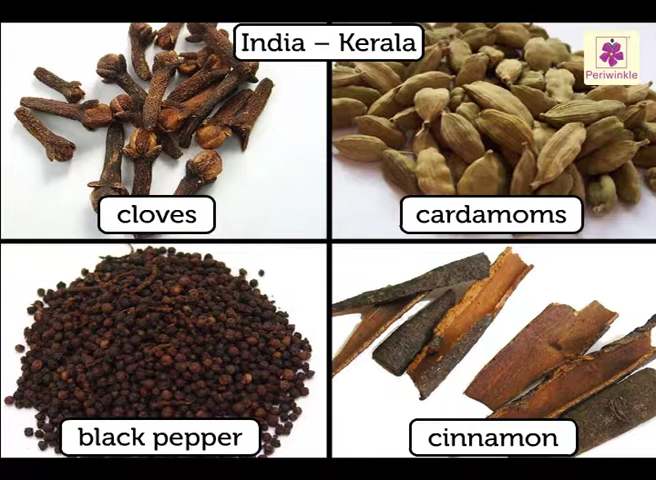 India – Kerala
Periwinkle
cloves
cardamoms
black pepper
cinnamon